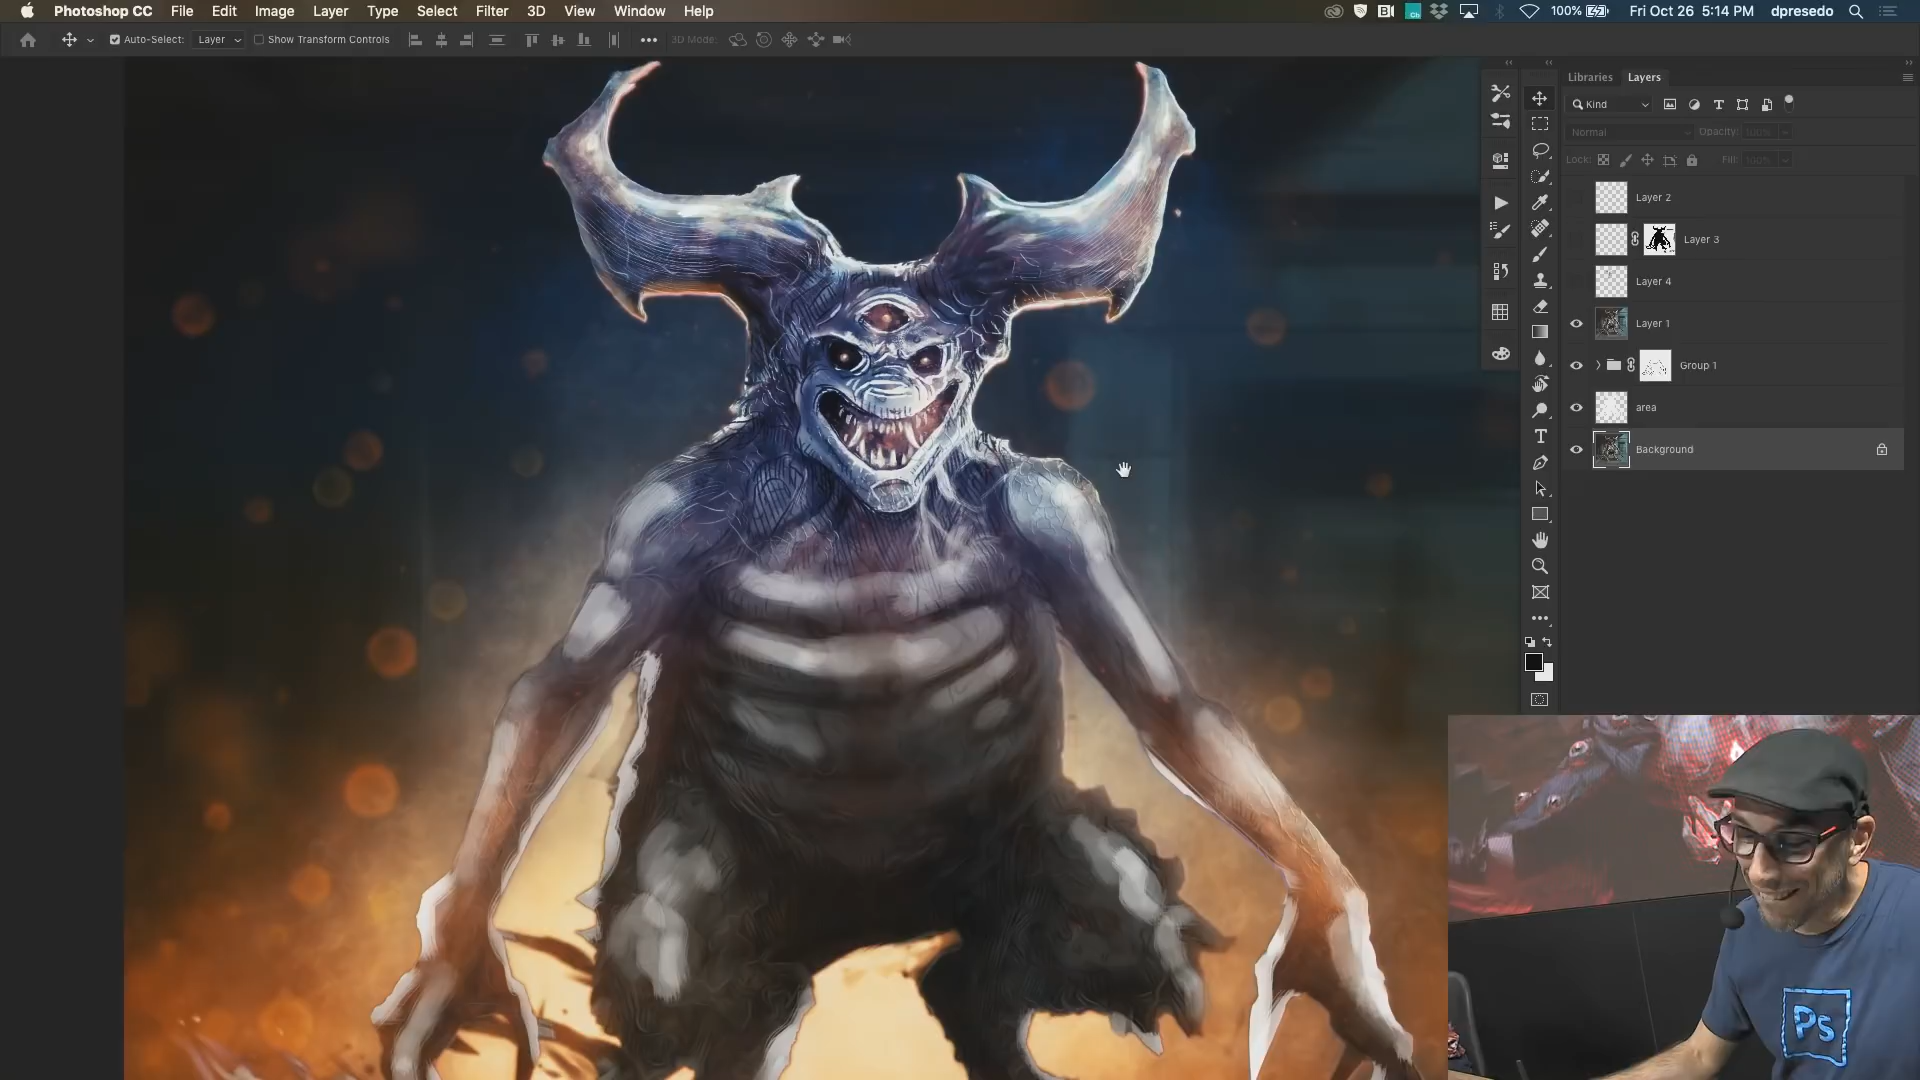 Photoshop CC File Edit Image Layer Type Select Filter 3D View Window Help 100% Fri Oct 26 5:14 PM dpresedo
Auto-Select: Layer Show Transform Controls 3D Mode:
Libraries Layers
Kind
Normal Opacity: 100%
Lock: Fill: 100%
Layer 2
Layer 3
Layer 4
Layer 1
Group 1
area
Background
Ps